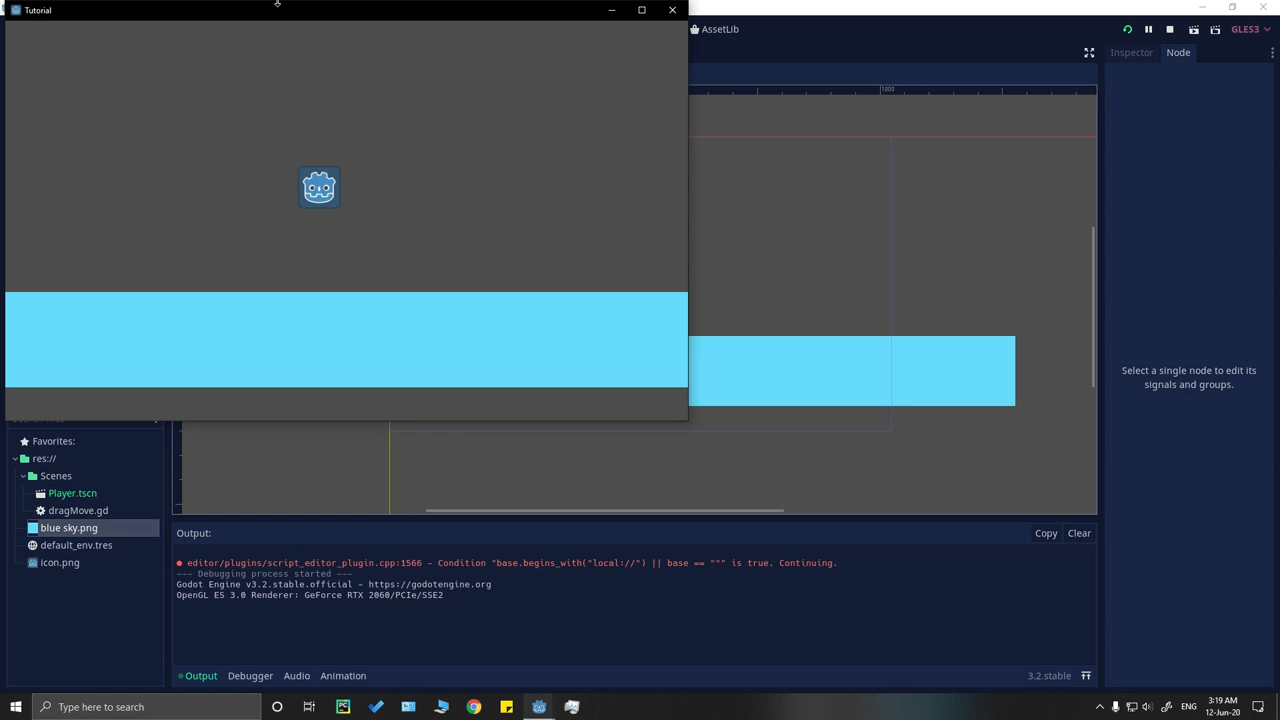 Tutorial
AssetLib
GLES3
Inspector
Node
1000
Select a single node to edit its
signals and groups.
Favorites:
res://
Scenes
Player.tscn
dragMove.gd
blue sky.png
default_env.tres
icon.png
Output:
Copy
Clear
editor/plugins/script_editor_plugin.cpp:1566 - Condition "base.begins_with("local://") || base == """ is true. Continuing.
--- Debugging process started ---
Godot Engine v3.2.stable.official - https://godotengine.org
OpenGL ES 3.0 Renderer: GeForce RTX 2060/PCIe/SSE2
Output
Debugger
Audio
Animation
3.2.stable
Type here to search
3:19 AM
12-Jun-20